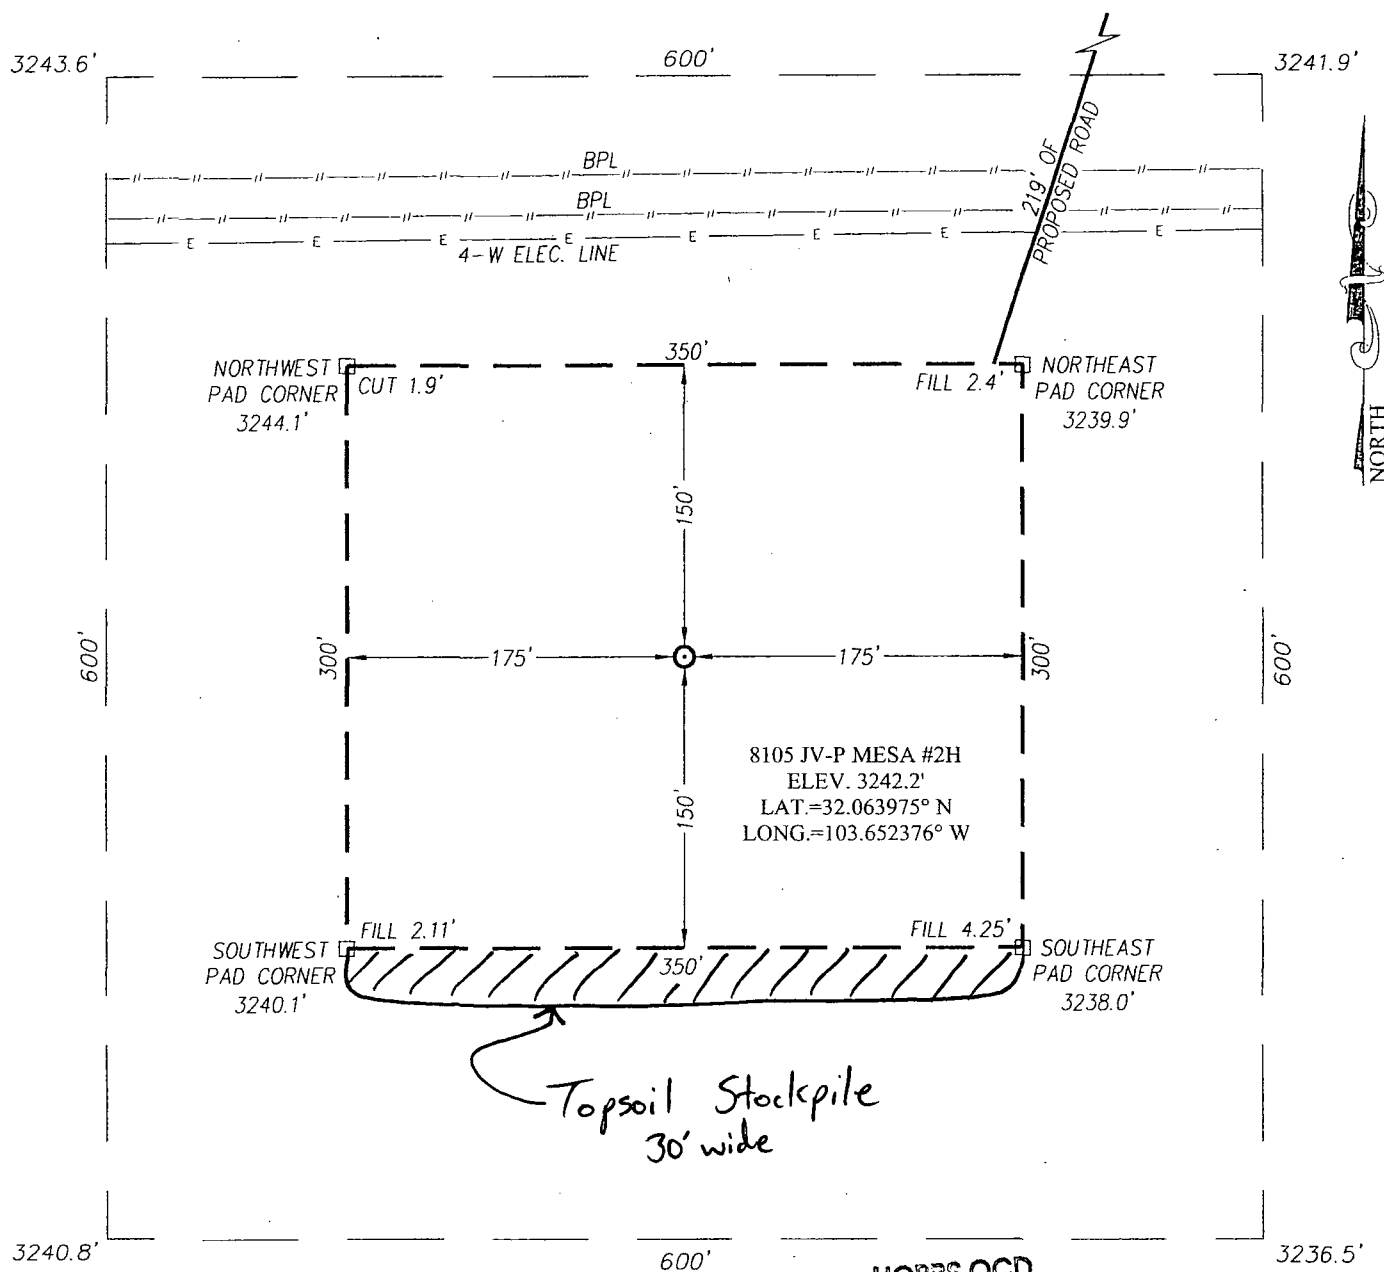 3243.6'
600'
3241.9'
219' OF
PROPOSED ROAD
BPL
BPL
E E E E E E E E
4-W ELEC. LINE
NORTH
NORTHWEST
PAD CORNER
3244.1'
CUT 1.9'
350'
FILL 2.4'
NORTHEAST
PAD CORNER
3239.9'
150'
600'
300'
175'
175'
300'
600'
150'
8105 JV-P MESA #2H
ELEV. 3242.2'
LAT.=32.063975° N
LONG.=103.652376° W
SOUTHWEST
PAD CORNER
3240.1'
FILL 2.11'
350'
FILL 4.25'
SOUTHEAST
PAD CORNER
3238.0'
Topsoil Stockpile
30' wide
3240.8'
600'
HOBBS OCD
3236.5'